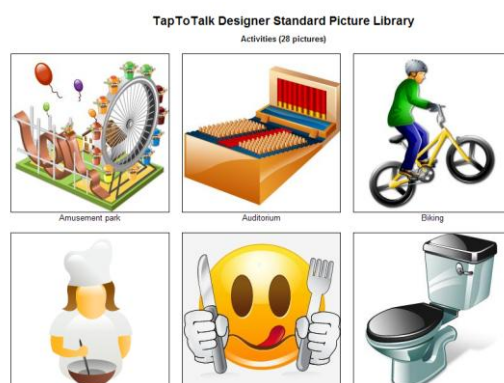 TapToTalk Designer Standard Picture Library
Activities (28 pictures)
Amusement park
Auditorium
Biking